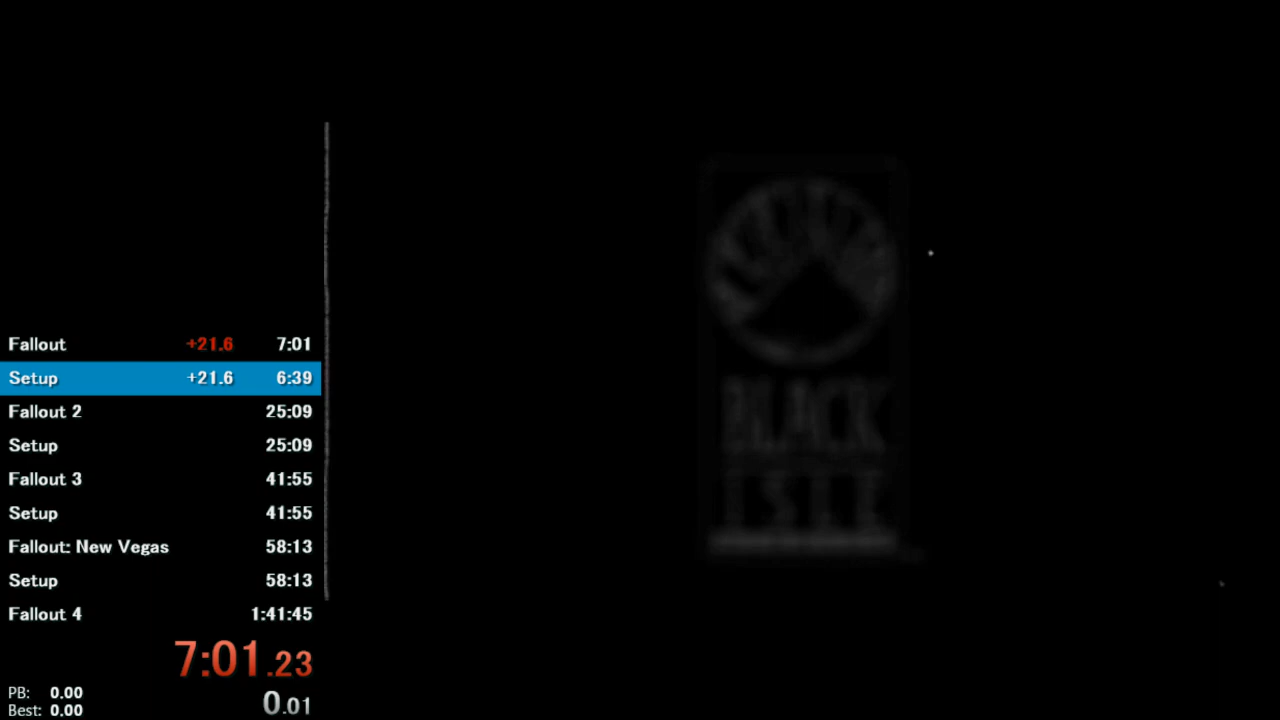 Fallout +21.6 7:01
Setup +21.6 6:39
Fallout 2 25:09
Setup 25:09
Fallout 3 41:55
Setup 41:55
Fallout: New Vegas 58:13
Setup 58:13
Fallout 4 1:41:45
7:01.23
PB: 0.00
0.01
Best: 0.00
BLACK
ISLE